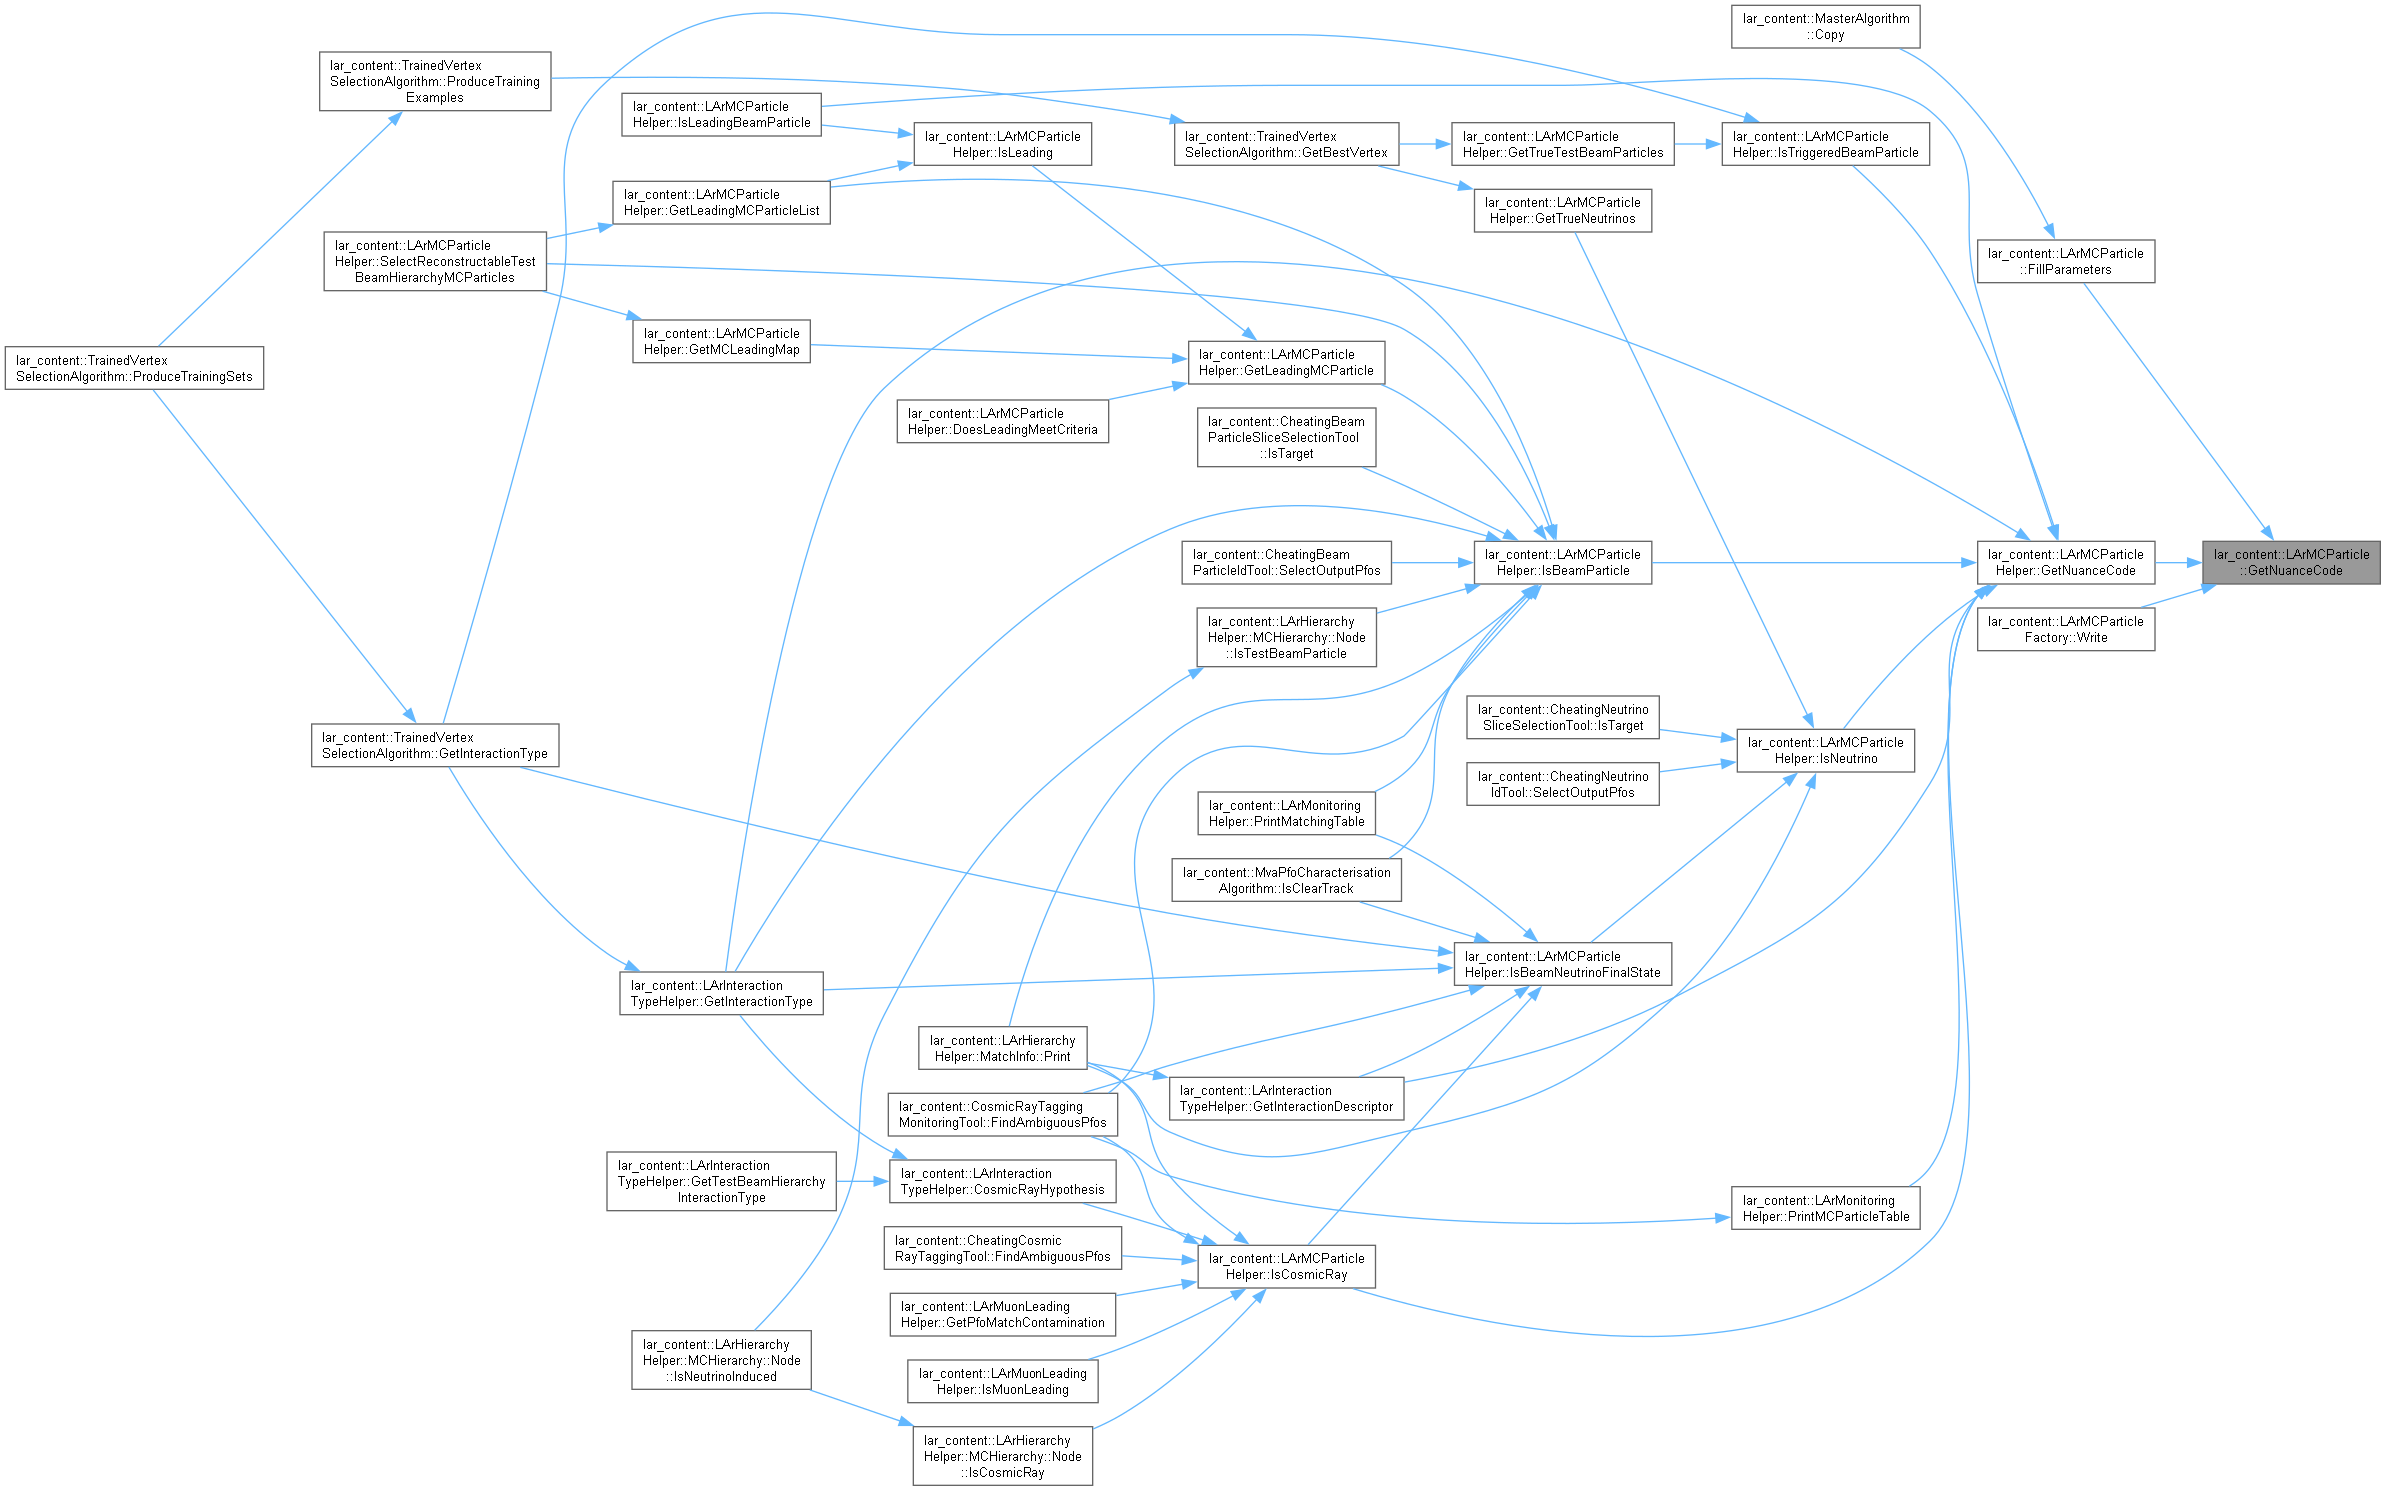 lar_content::MasterAlgorithm
::Copy
lar_content::TrainedVertex
SelectionAlgorithm::ProduceTraining
Examples
lar_content::LArMCParticle
Helper::IsLeadingBeamParticle
lar_content::LArMCParticle
Helper::IsLeading
lar_content::TrainedVertex
SelectionAlgorithm::GetBestVertex
lar_content::LArMCParticle
Helper::GetTrueTestBeamParticles
lar_content::LArMCParticle
Helper::IsTriggeredBeamParticle
lar_content::LArMCParticle
Helper::GetLeadingMCParticleList
lar_content::LArMCParticle
Helper::GetTrueNeutrinos
lar_content::LArMCParticle
Helper::SelectReconstructableTest
BeamHierarchyMCParticles
lar_content::LArMCParticle
::FillParameters
lar_content::LArMCParticle
Helper::GetMCLeadingMap
lar_content::TrainedVertex
SelectionAlgorithm::ProduceTrainingSets
lar_content::LArMCParticle
Helper::GetLeadingMCParticle
lar_content::LArMCParticle
Helper::DoesLeadingMeetCriteria
lar_content::CheatingBeam
ParticleSliceSelectionTool
::IsTarget
lar_content::CheatingBeam
ParticleIdTool::SelectOutputPfos
lar_content::LArMCParticle
Helper::IsBeamParticle
lar_content::LArMCParticle
Helper::GetNuanceCode
lar_content::LArMCParticle
::GetNuanceCode
lar_content::LArHierarchy
Helper::MCHierarchy::Node
::IsTestBeamParticle
lar_content::LArMCParticle
Factory::Write
lar_content::CheatingNeutrino
SliceSelectionTool::IsTarget
lar_content::TrainedVertex
SelectionAlgorithm::GetInteractionType
lar_content::LArMCParticle
Helper::IsNeutrino
lar_content::CheatingNeutrino
IdTool::SelectOutputPfos
lar_content::LArMonitoring
Helper::PrintMatchingTable
lar_content::MvaPfoCharacterisation
Algorithm::IsClearTrack
lar_content::LArMCParticle
Helper::IsBeamNeutrinoFinalState
lar_content::LArInteraction
TypeHelper::GetInteractionType
lar_content::LArHierarchy
Helper::MatchInfo::Print
lar_content::LArInteraction
TypeHelper::GetInteractionDescriptor
lar_content::CosmicRayTagging
MonitoringTool::FindAmbiguousPfos
lar_content::LArInteraction
TypeHelper::GetTestBeamHierarchy
InteractionType
lar_content::LArInteraction
TypeHelper::CosmicRayHypothesis
lar_content::LArMonitoring
Helper::PrintMCParticleTable
lar_content::CheatingCosmic
RayTaggingTool::FindAmbiguousPfos
lar_content::LArMCParticle
Helper::IsCosmicRay
lar_content::LArMuonLeading
Helper::GetPfoMatchContamination
lar_content::LArHierarchy
Helper::MCHierarchy::Node
::IsNeutrinoInduced
lar_content::LArMuonLeading
Helper::IsMuonLeading
lar_content::LArHierarchy
Helper::MCHierarchy::Node
::IsCosmicRay